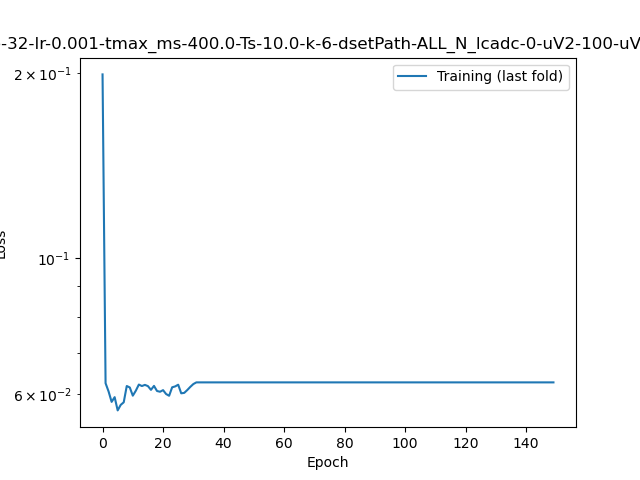 -32-lr-0.001-tmax_ms-400.0-Ts-10.0-k-6-dsetPath-ALL_N_lcadc-0-uV2-100-uV
Training (last fold)
2 × 10⁻¹
10⁻¹
6 × 10⁻²
Loss
0 20 40 60 80 100 120 140
Epoch